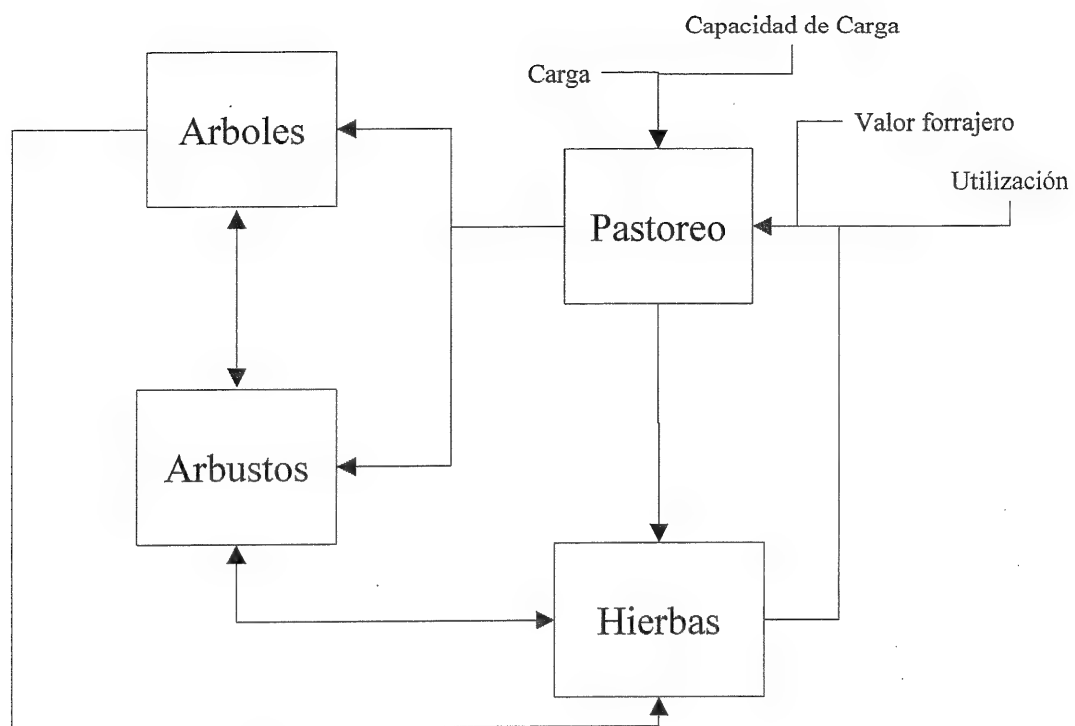 Capacidad de Carga
Carga
Arboles
Valor forrajero
Utilización
Pastoreo
Arbustos
Hierbas